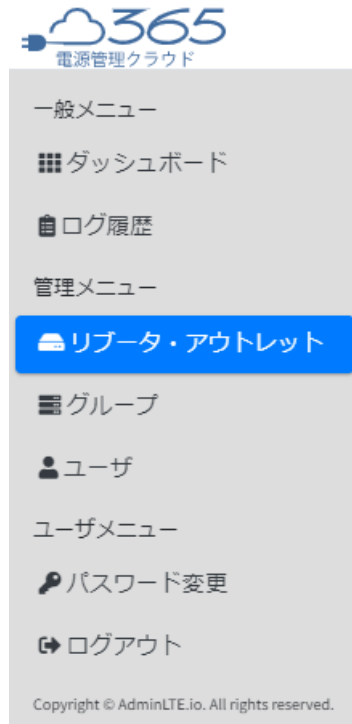 365
電源管理クラウド
一般メニュー
ダッシュボード
ログ履歴
管理メニュー
リブータ・アウトレット
グループ
ユーザ
ユーザメニュー
パスワード変更
ログアウト
Copyright © AdminLTE.io. All rights reserved.